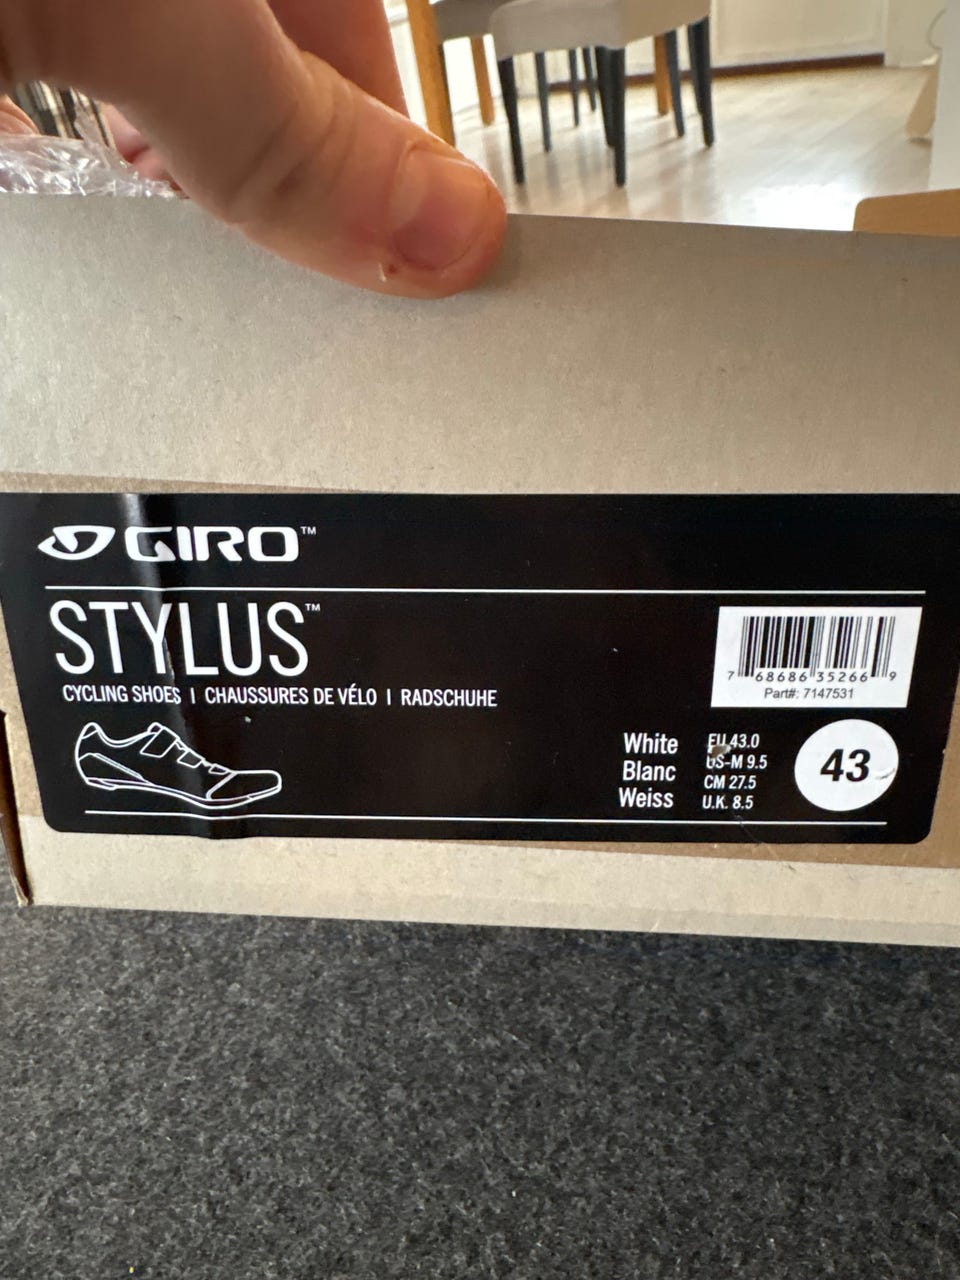 GIRO™
STYLUS™
CYCLING SHOES | CHAUSSURES DE VÉLO | RADSCHUHE
7 68686 35266 9
Part#: 7147531
White
Blanc
Weiss
EU 43.0
US-M 9.5
CM 27.5
U.K. 8.5
43